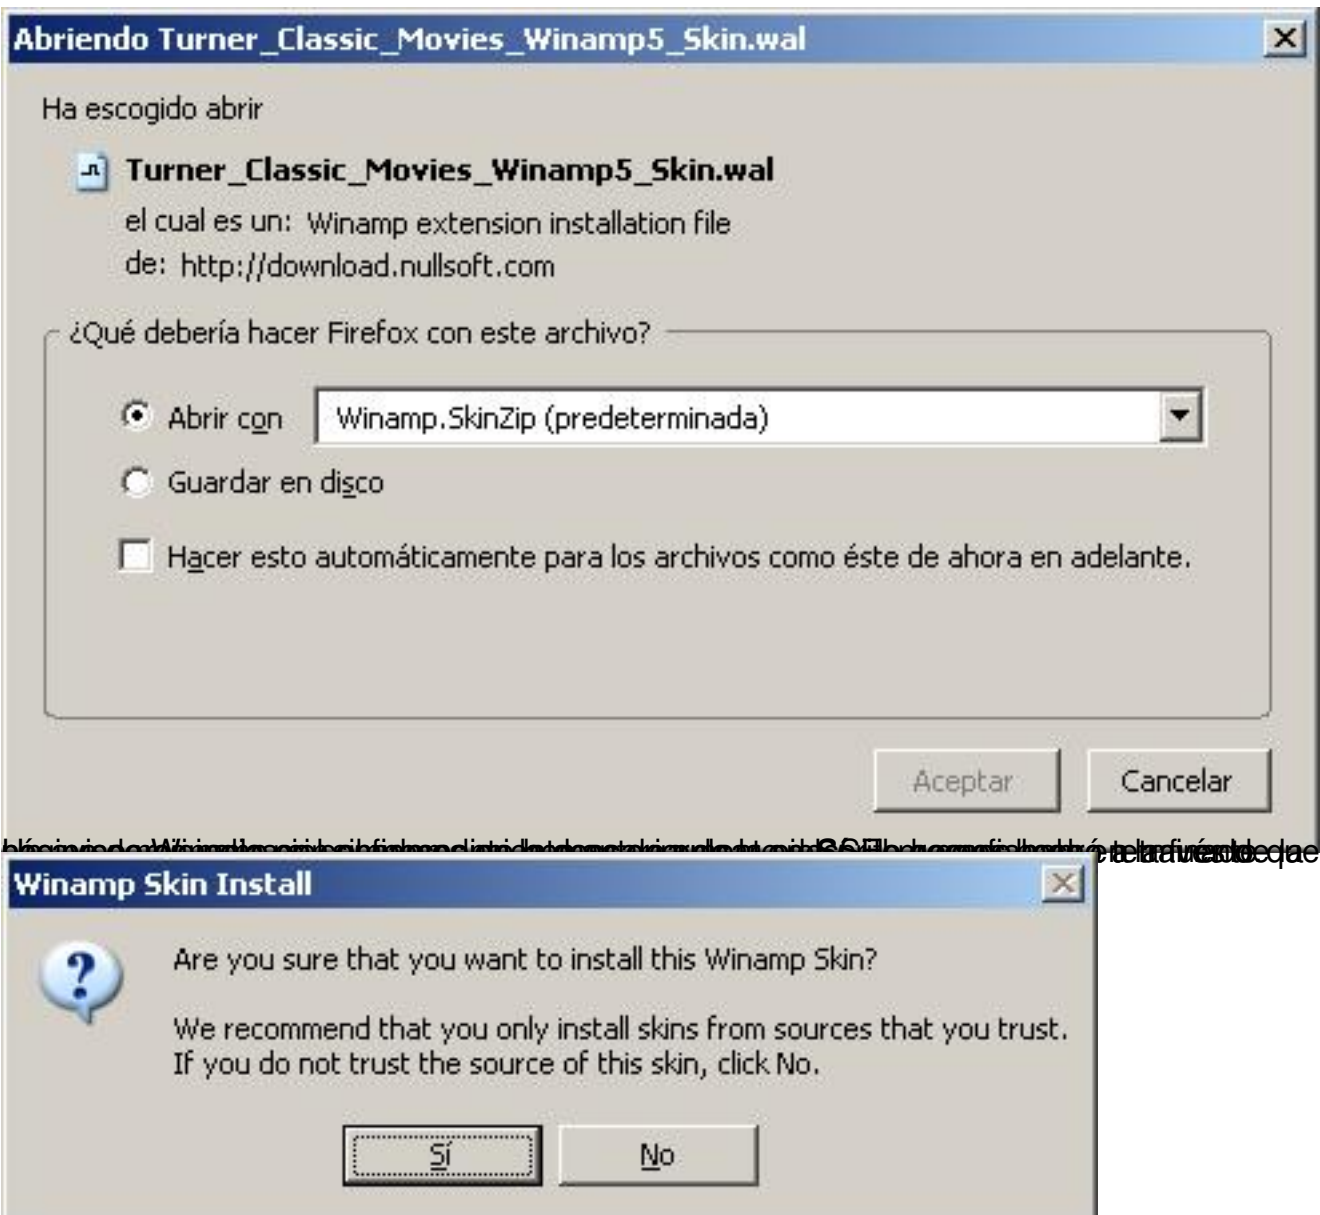 Abriendo Turner_Classic_Movies_Winamp5_Skin.wal
Ha escogido abrir
Turner_Classic_Movies_Winamp5_Skin.wal
el cual es un: Winamp extension installation file
de: http://download.nullsoft.com
¿Qué debería hacer Firefox con este archivo?
Abrir con Winamp.SkinZip (predeterminada)
Guardar en disco
Hacer esto automáticamente para los archivos como éste de ahora en adelante.
Aceptar Cancelar
Winamp Skin Install
Are you sure that you want to install this Winamp Skin?
We recommend that you only install skins from sources that you trust.
If you do not trust the source of this skin, click No.
Sí No